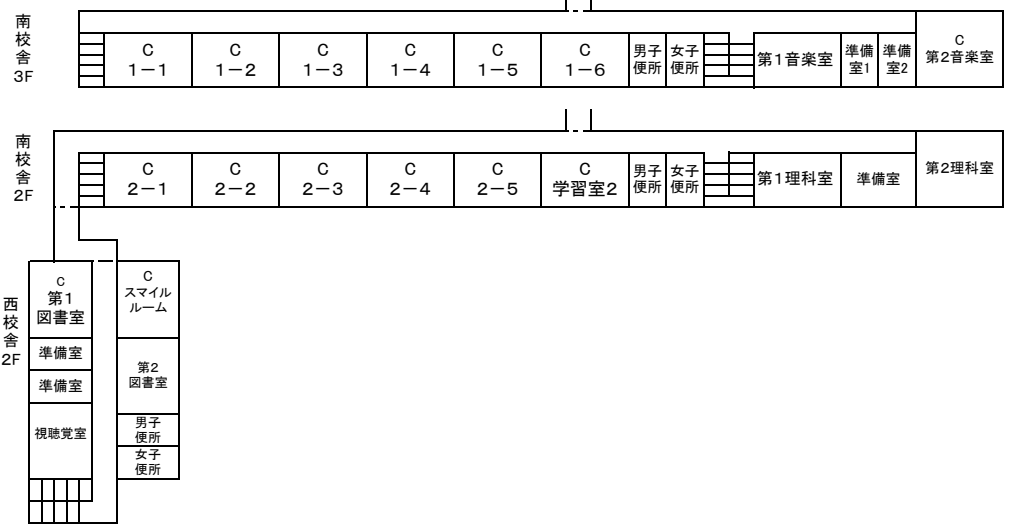 南校舎3F
C
1－1
C
1－2
C
1－3
C
1－4
C
1－5
C
1－6
男子
便所
女子
便所
第1音楽室
準備
室1
準備
室2
C
第2音楽室
南校舎2F
C
2－1
C
2－2
C
2－3
C
2－4
C
2－5
C
学習室2
男子
便所
女子
便所
第1理科室
準備室
第2理科室
西校舎2F
C
第1
図書室
準備室
準備室
視聴覚室
C
スマイル
ルーム
第2
図書室
男子
便所
女子
便所